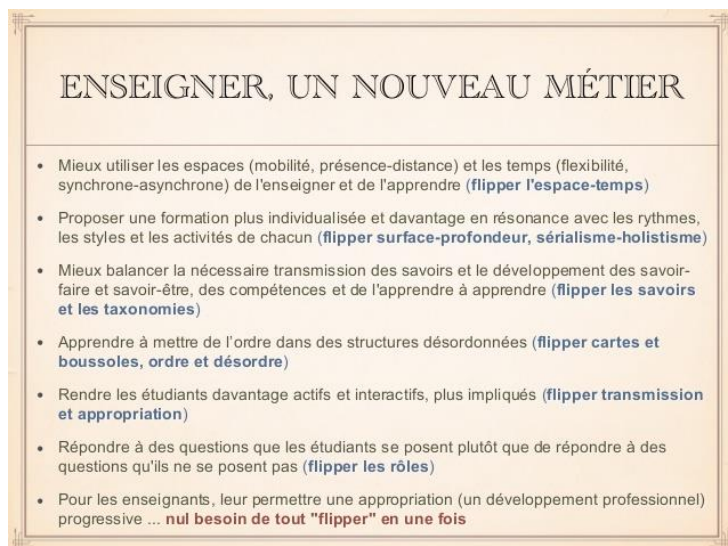 ENSEIGNER, UN NOUVEAU MÉTIER
• Mieux utiliser les espaces (mobilité, présence-distance) et les temps (flexibilité,
synchrone-asynchrone) de l'enseigner et de l'apprendre (flipper l'espace-temps)
• Proposer une formation plus individualisée et davantage en résonance avec les rythmes,
les styles et les activités de chacun (flipper surface-profondeur, sérialisme-holistisme)
• Mieux balancer la nécessaire transmission des savoirs et le développement des savoir-
faire et savoir-être, des compétences et de l'apprendre à apprendre (flipper les savoirs
et les taxonomies)
• Apprendre à mettre de l'ordre dans des structures désordonnées (flipper cartes et
boussoles, ordre et désordre)
• Rendre les étudiants davantage actifs et interactifs, plus impliqués (flipper transmission
et appropriation)
• Répondre à des questions que les étudiants se posent plutôt que de répondre à des
questions qu'ils ne se posent pas (flipper les rôles)
• Pour les enseignants, leur permettre une appropriation (un développement professionnel)
progressive ... nul besoin de tout "flipper" en une fois